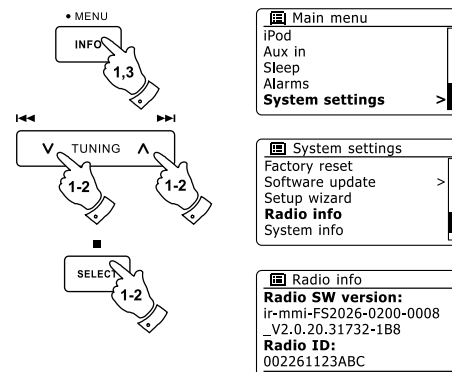 • MENU
INFO
1,3
TUNING
1-2
1-2
SELECT
1-2
Main menu
iPod
Aux in
Sleep
Alarms
System settings >
System settings
Factory reset
Software update >
Setup wizard
Radio info
System info
Radio info
Radio SW version:
ir-mmi-FS2026-0200-0008
_V2.0.20.31732-1B8
Radio ID:
002261123ABC